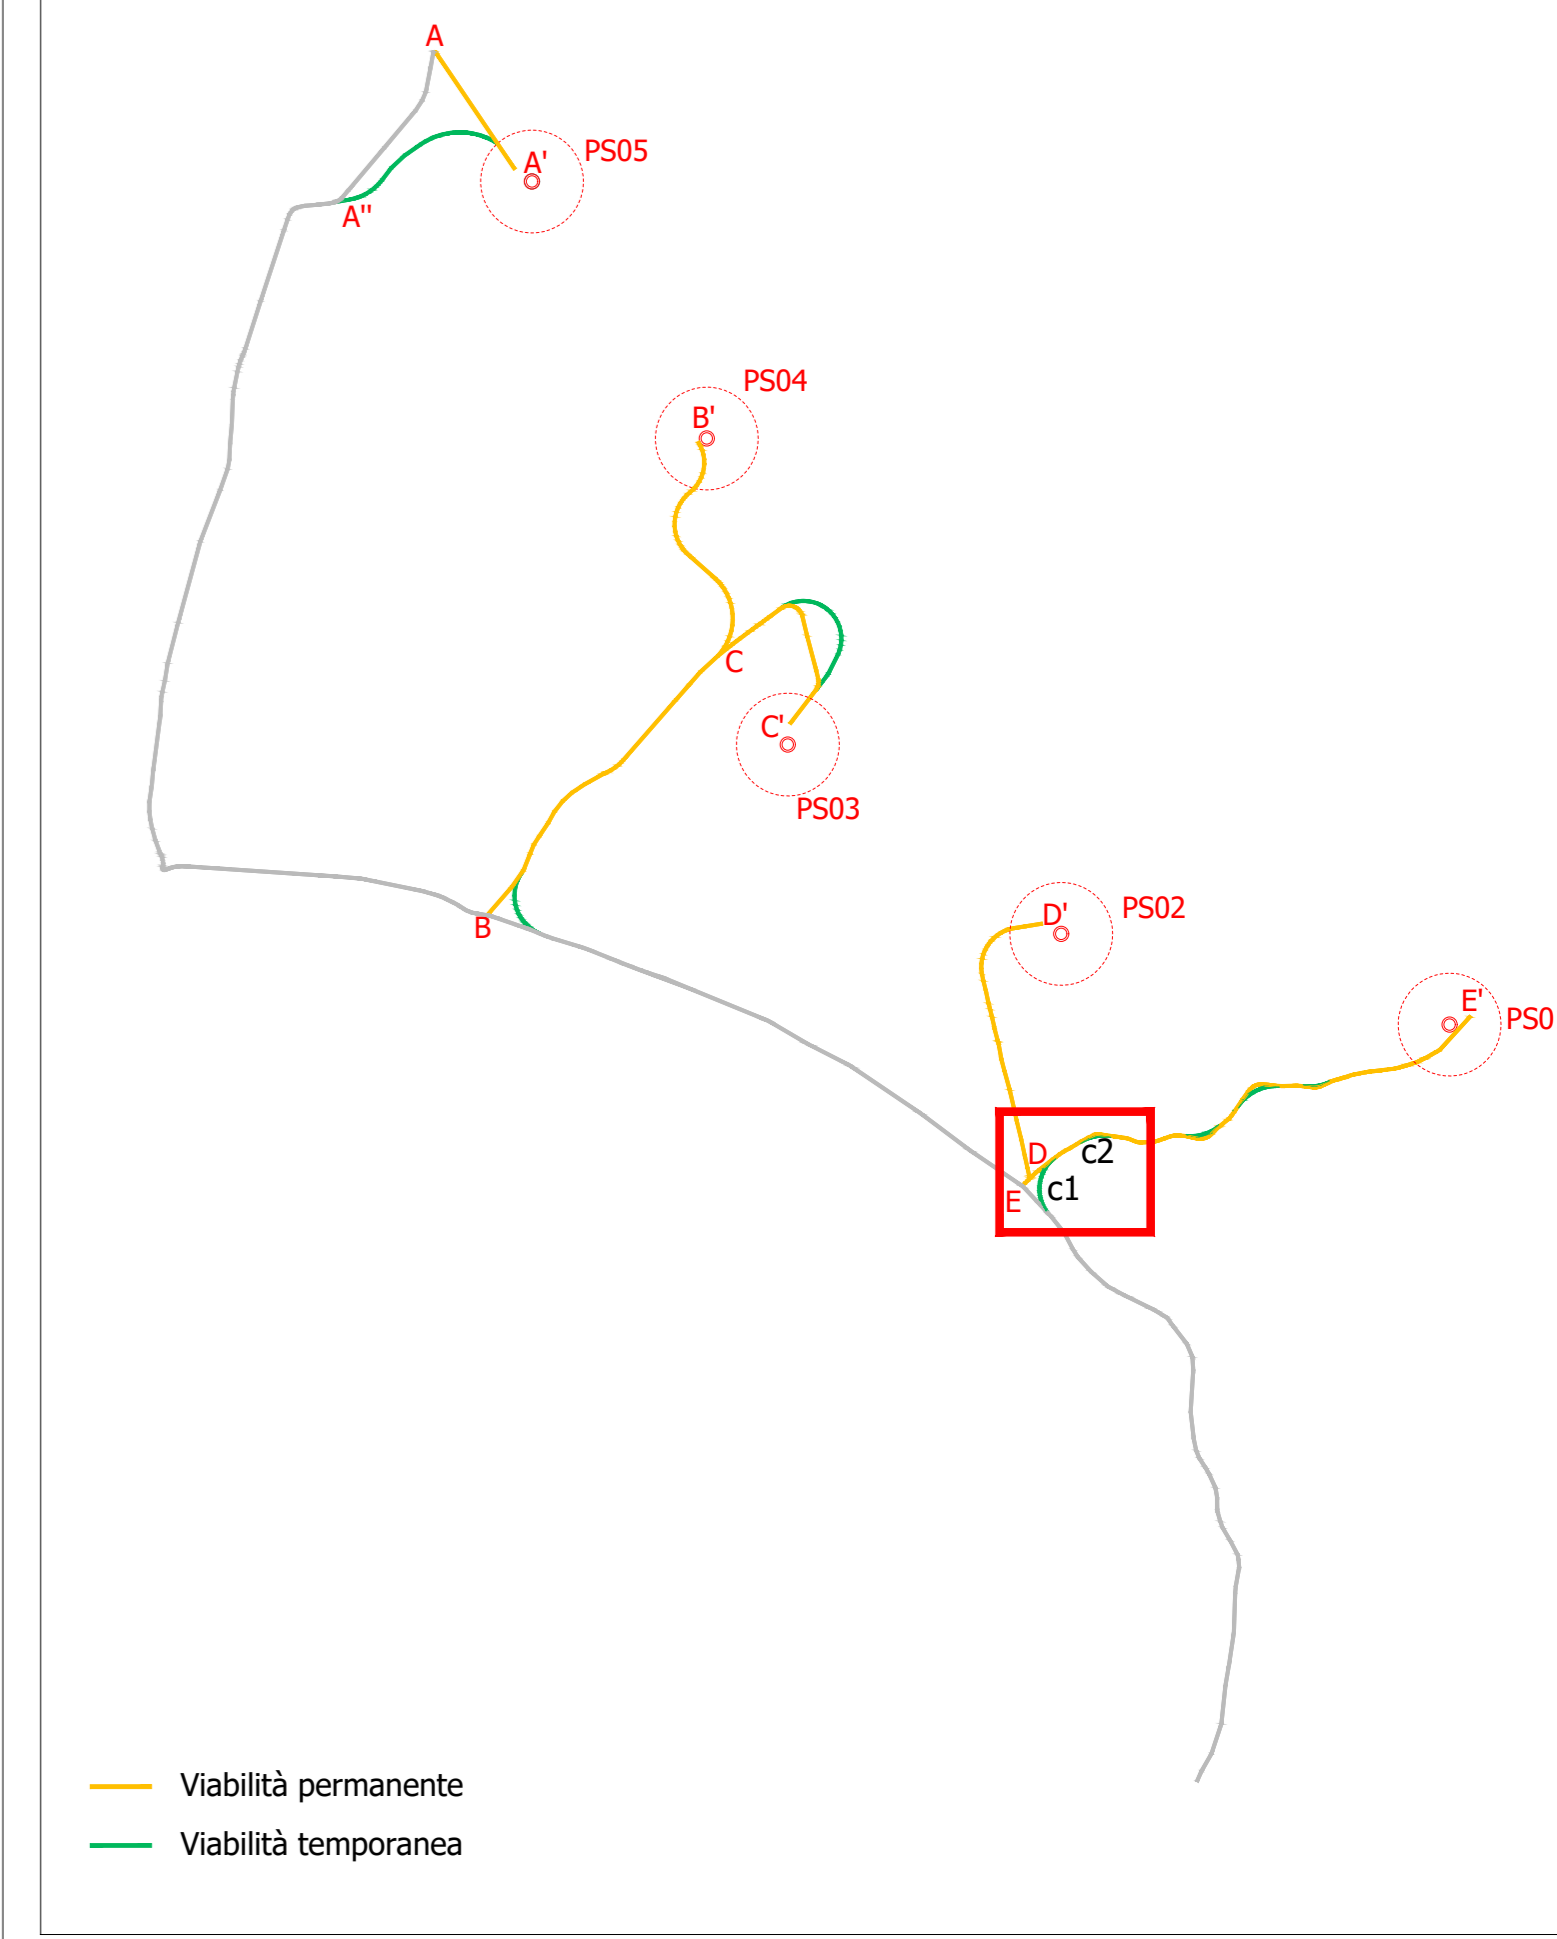 A
PS05
A'
A''
PS04
B'
C
C'
PS03
B
PS02
D'
E'
PS0
D
c2
c1
E
Viabilità permanente
Viabilità temporanea